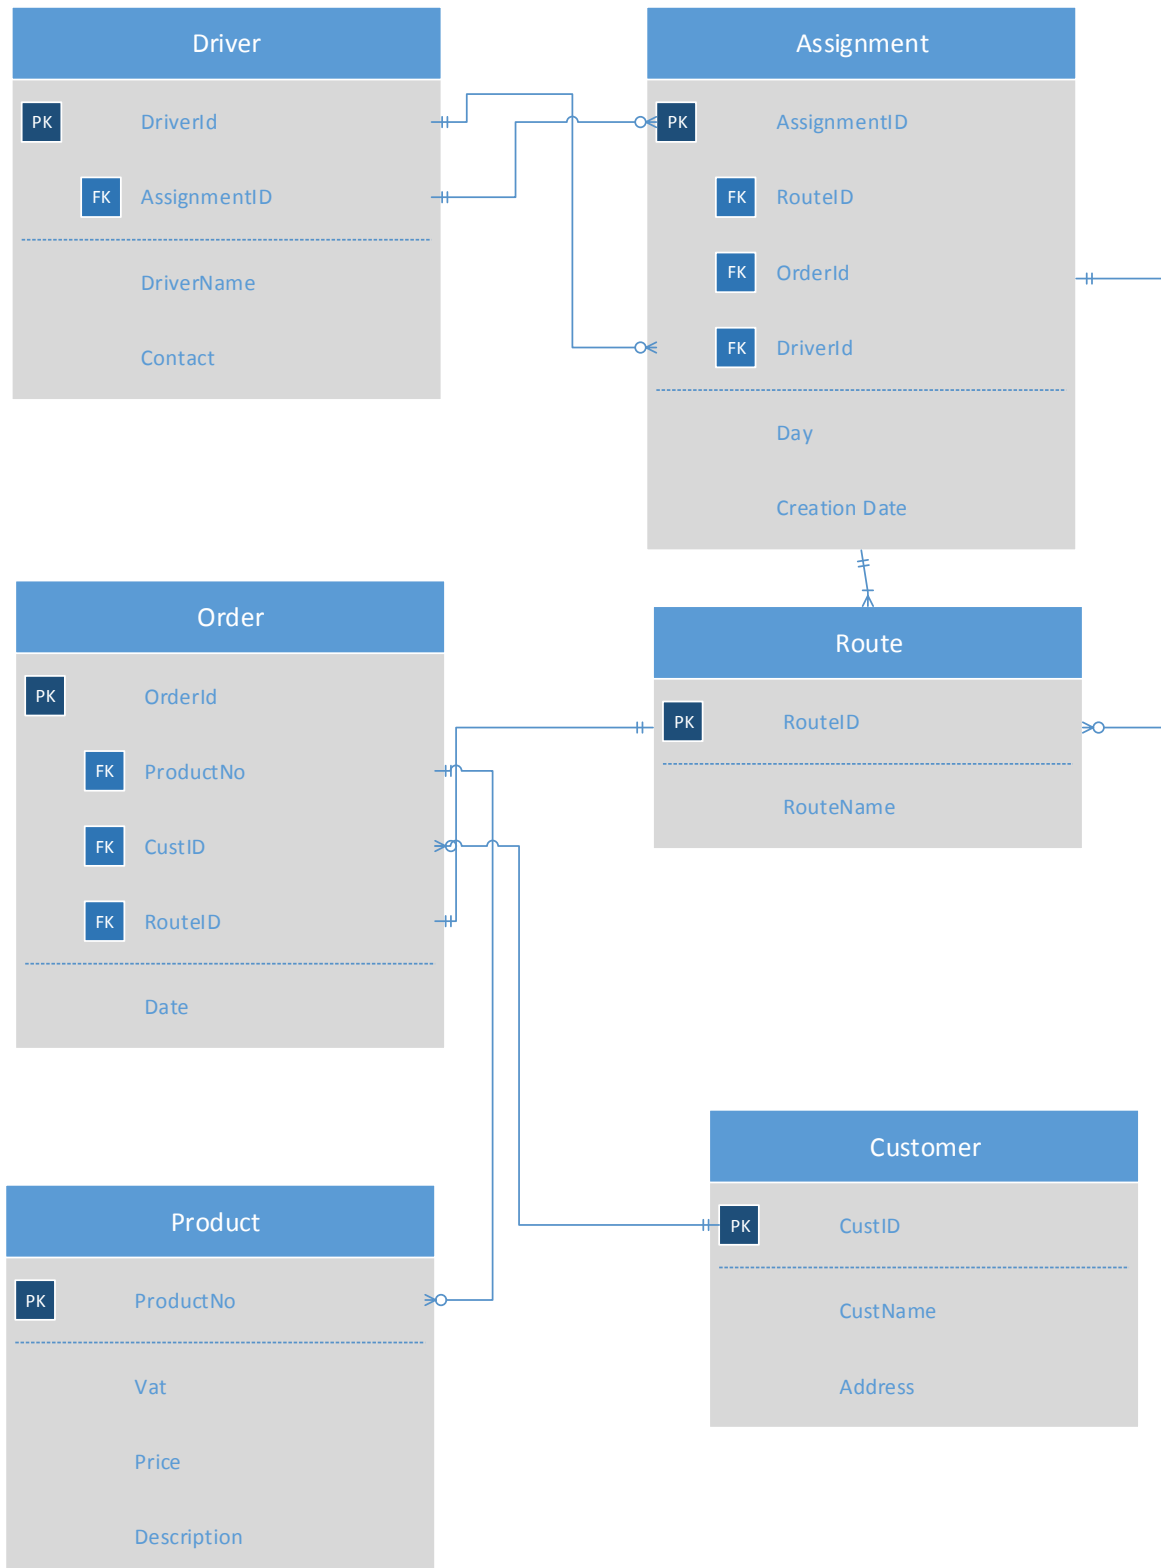 Driver
PK DriverId
FK AssignmentID
DriverName
Contact
Assignment
PK AssignmentID
FK RouteID
FK OrderId
FK DriverId
Day
Creation Date
Order
PK OrderId
FK ProductNo
FK CustID
FK RouteID
Date
Route
PK RouteID
RouteName
Customer
PK CustID
CustName
Address
Product
PK ProductNo
Vat
Price
Description